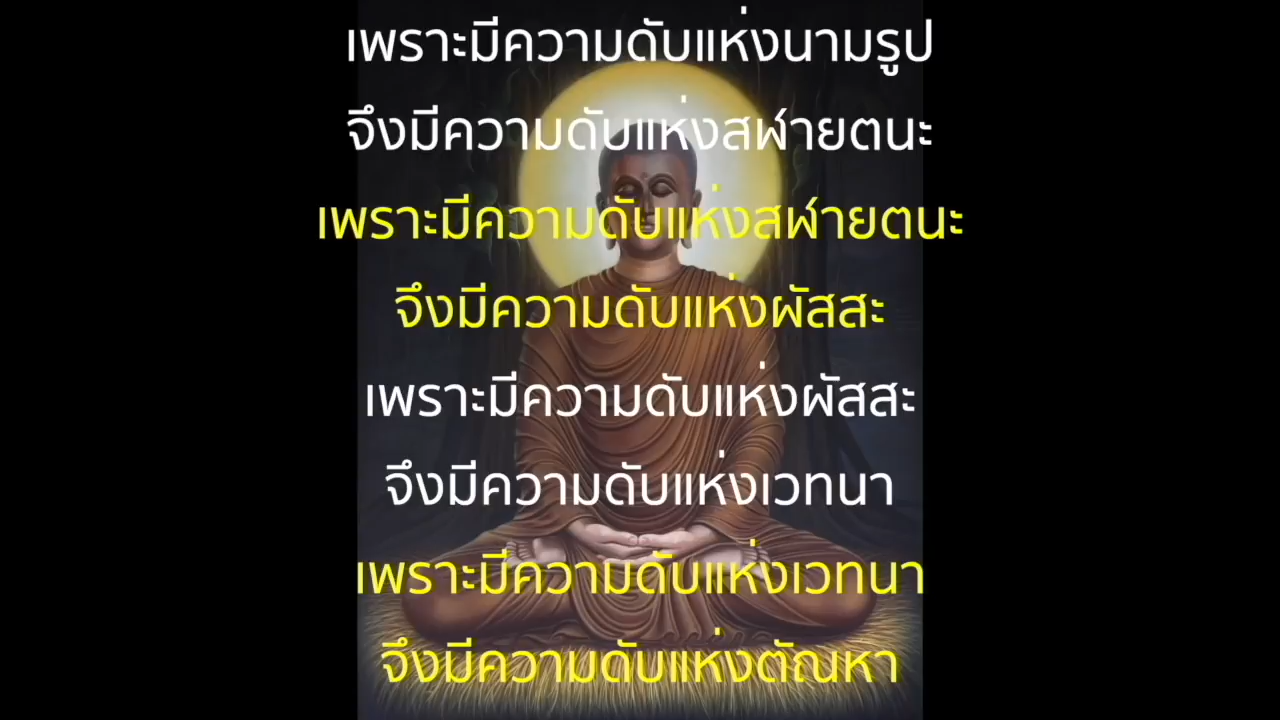 เพราะมีความดับแห่งนามรูป
จึงมีความดับแห่งสฬายตนะ
เพราะมีความดับแห่งสฬายตนะ
จึงมีความดับแห่งผัสสะ
เพราะมีความดับแห่งผัสสะ
จึงมีความดับแห่งเวทนา
เพราะมีความดับแห่งเวทนา
จึงมีความดับแห่งตัณหา